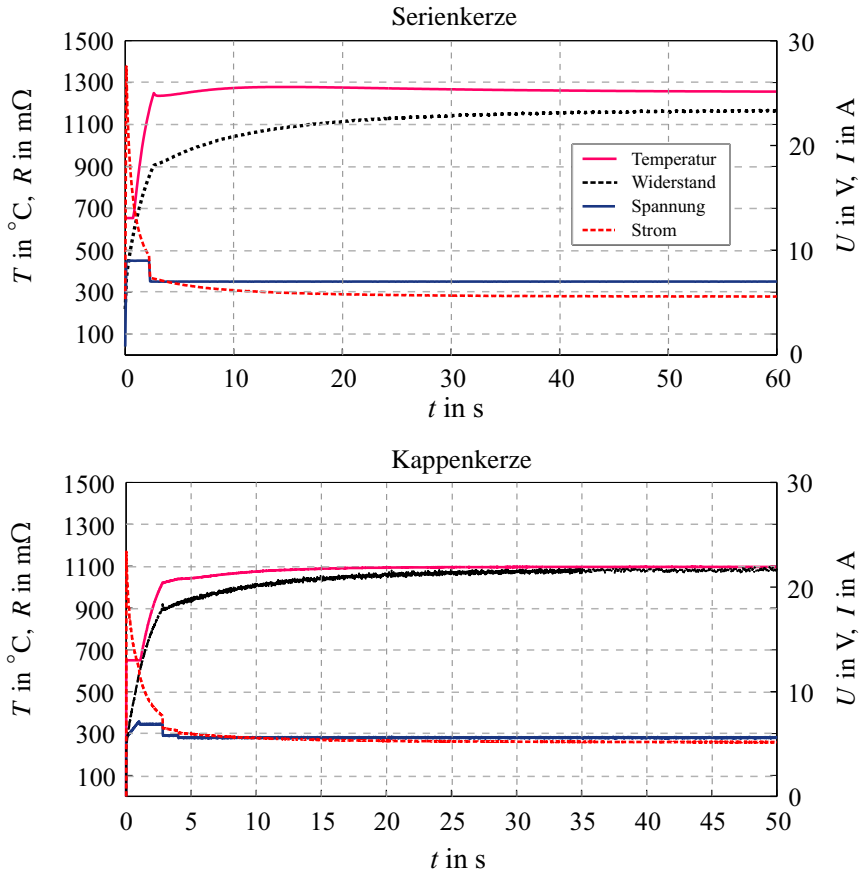 Serienkerze
1500
1300
1100
900
700
500
300
100
T in °C, R in mΩ
30
20
10
0
U in V, I in A
Temperatur
Widerstand
Spannung
Strom
0 10 20 30 40 50 60
t in s
Kappenkerze
1500
1300
1100
900
700
500
300
100
T in °C, R in mΩ
30
20
10
0
U in V, I in A
0 5 10 15 20 25 30 35 40 45 50
t in s